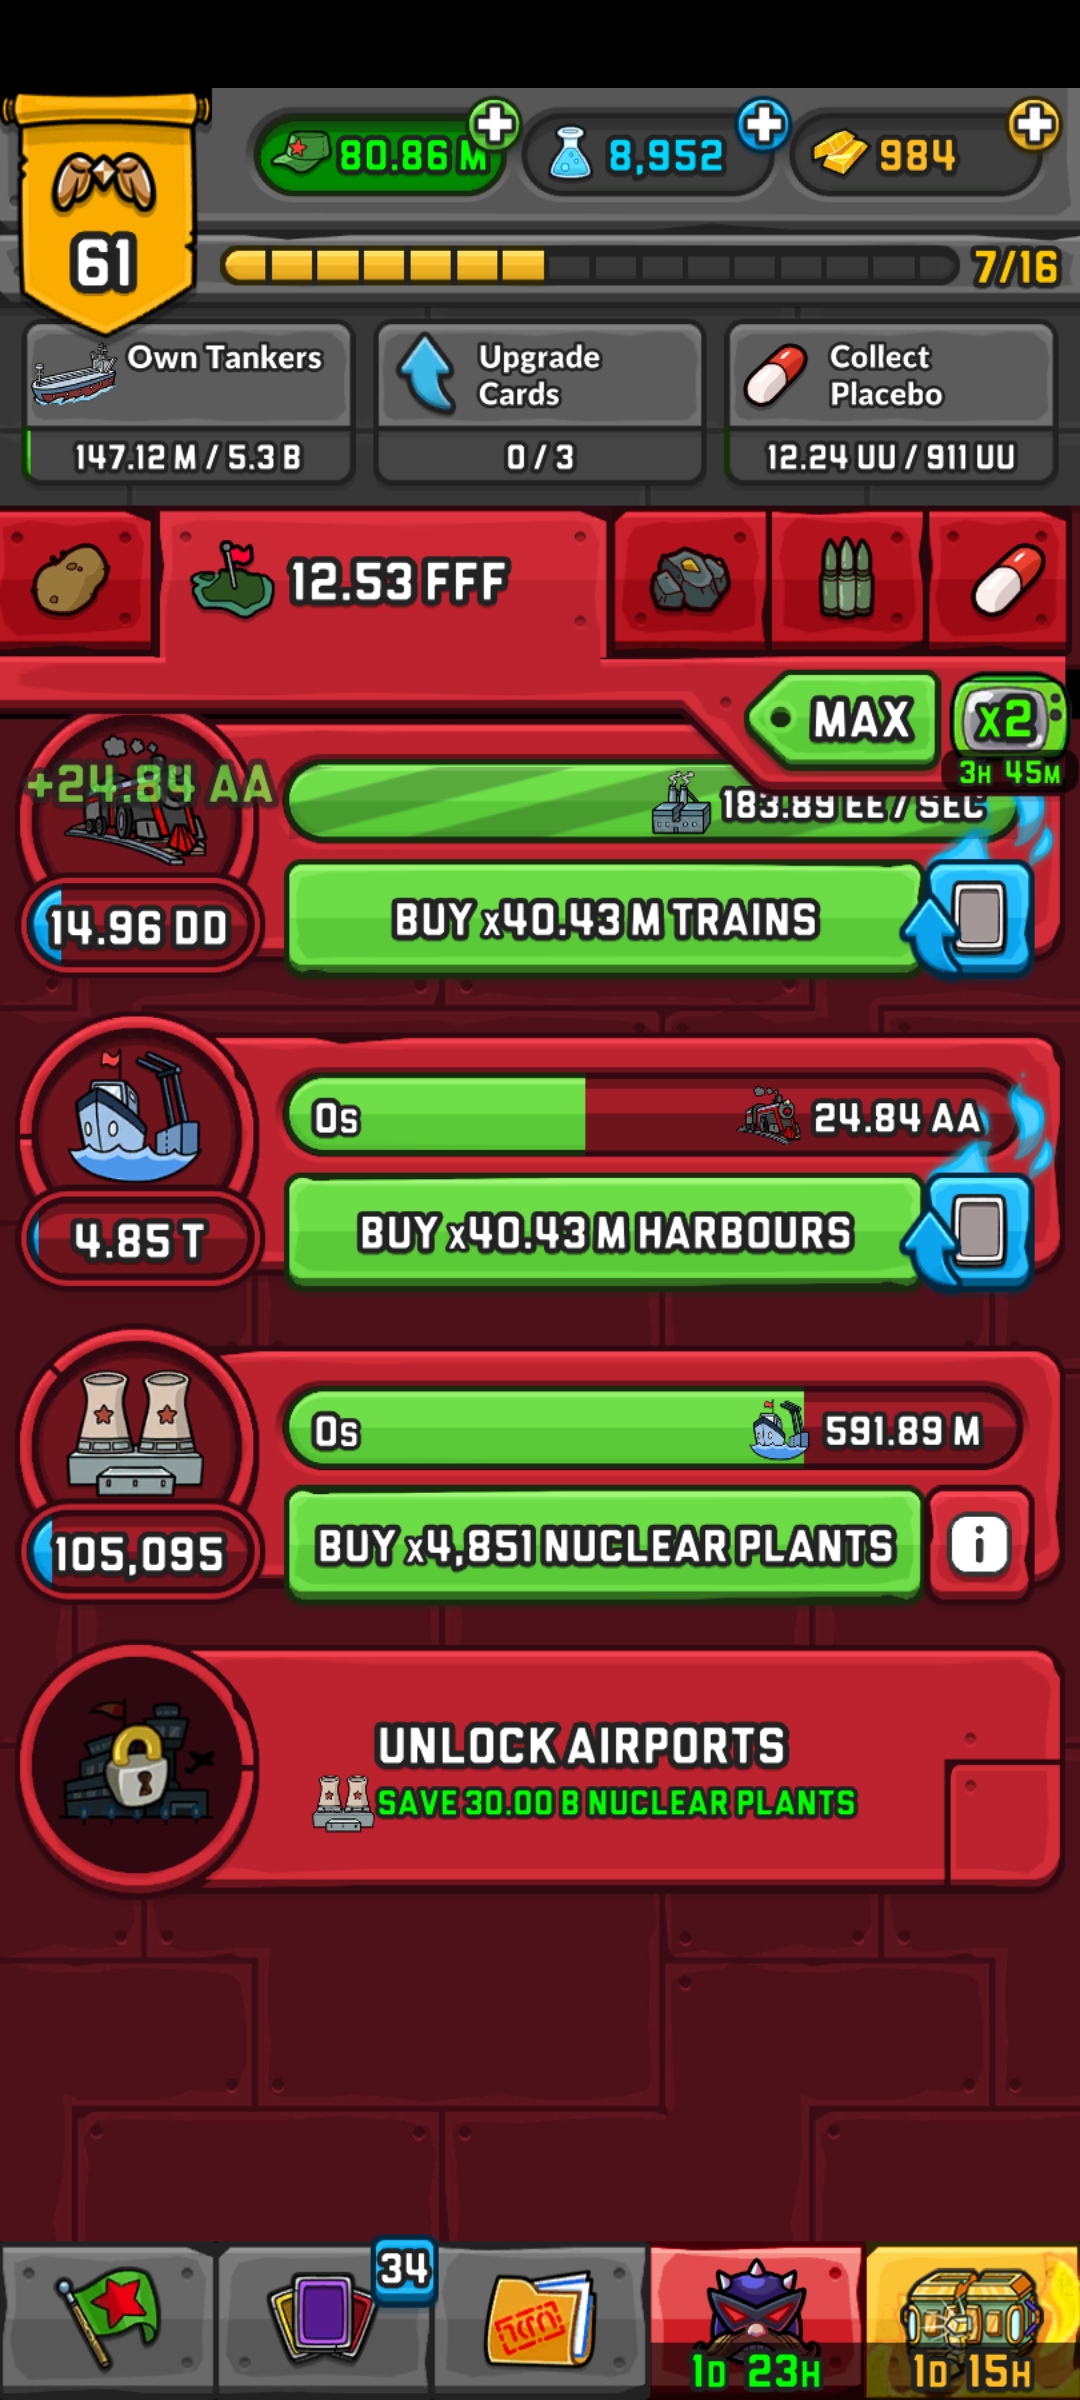 80.86 M
8,952
984
61
7/16
Own Tankers
147.12 M / 5.3 B
Upgrade
Cards
0 / 3
Collect
Placebo
12.24 UU / 911 UU
12.53 FFF
MAX
x2
3H 45M
+24.84 AA
183.89 EE / SEC
14.96 DD
BUY x40.43 M TRAINS
0s
24.84 AA
4.85 T
BUY x40.43 M HARBOURS
0s
591.89 M
105,095
BUY x4,851 NUCLEAR PLANTS
i
UNLOCK AIRPORTS
SAVE 30.00 B NUCLEAR PLANTS
34
1D 23H
1D 15H